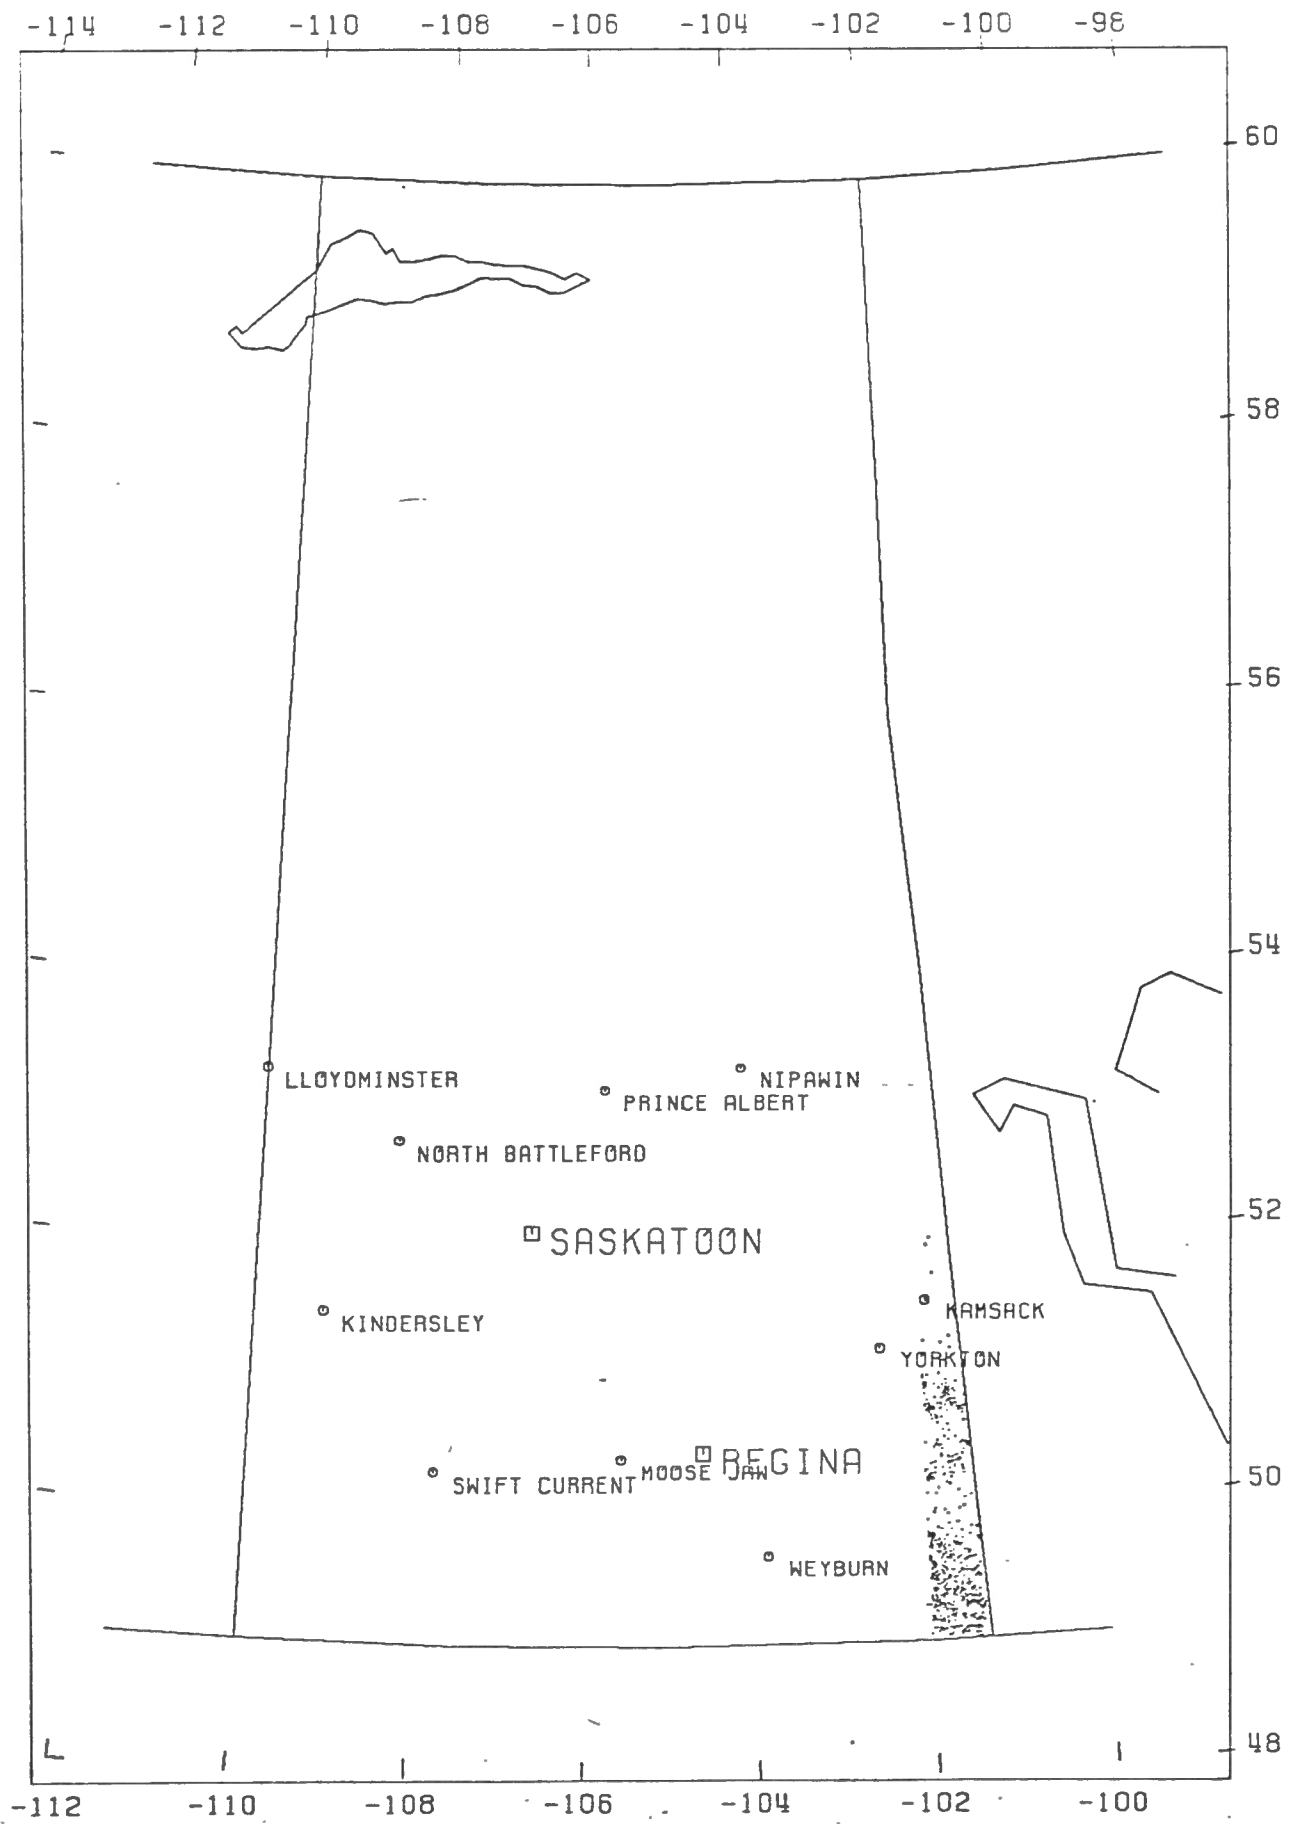 -114 -112 -110 -108 -106 -104 -102 -100 -98
60
58
56
54
LLOYDMINSTER
NIPAWIN
PRINCE ALBERT
NORTH BATTLEFORD
52
SASKATOON
KAMSACK
KINDERSLEY
YORKTON
REGINA
MOOSE JAW
SWIFT CURRENT
50
WEYBURN
48
-112 -110 -108 -106 -104 -102 -100